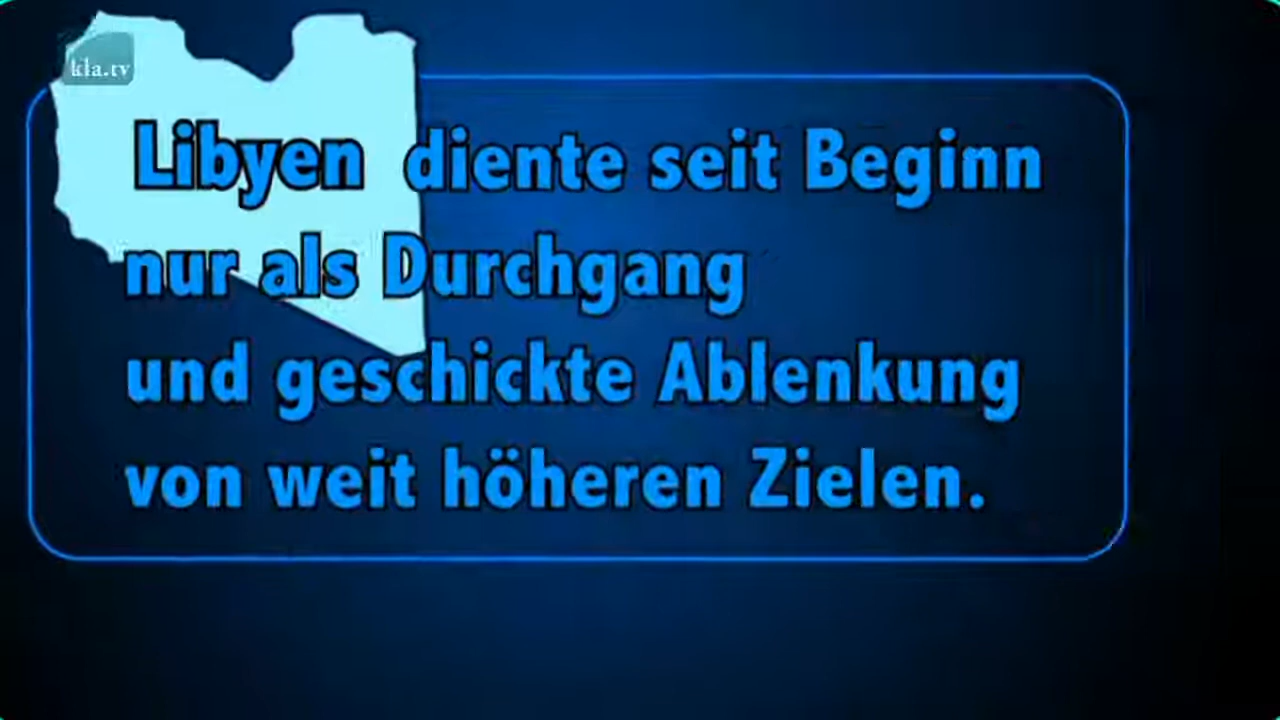 kla.tv
Libyen diente seit Beginn
nur als Durchgang
und geschickte Ablenkung
von weit höheren Zielen.